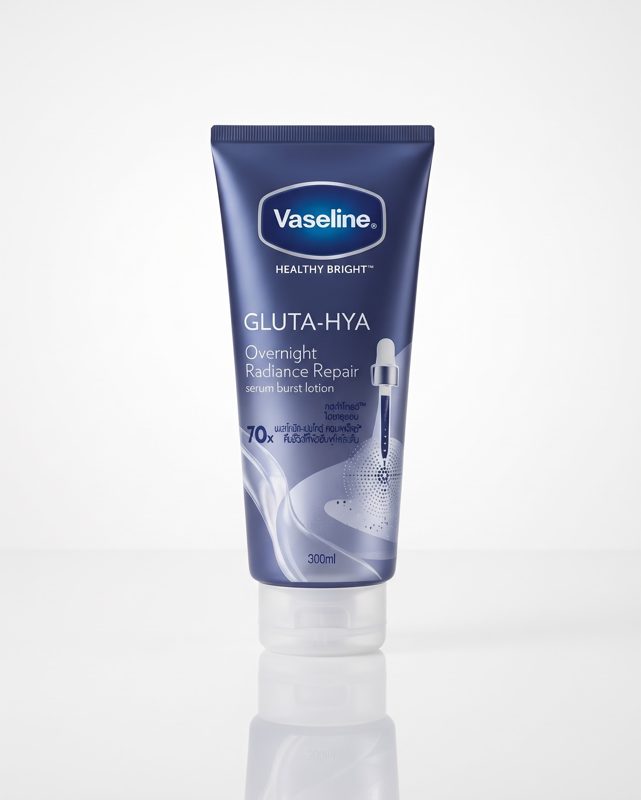 Vaseline®
HEALTHY BRIGHT™
GLUTA-HYA
Overnight
Radiance Repair
serum burst lotion
70x
300ml